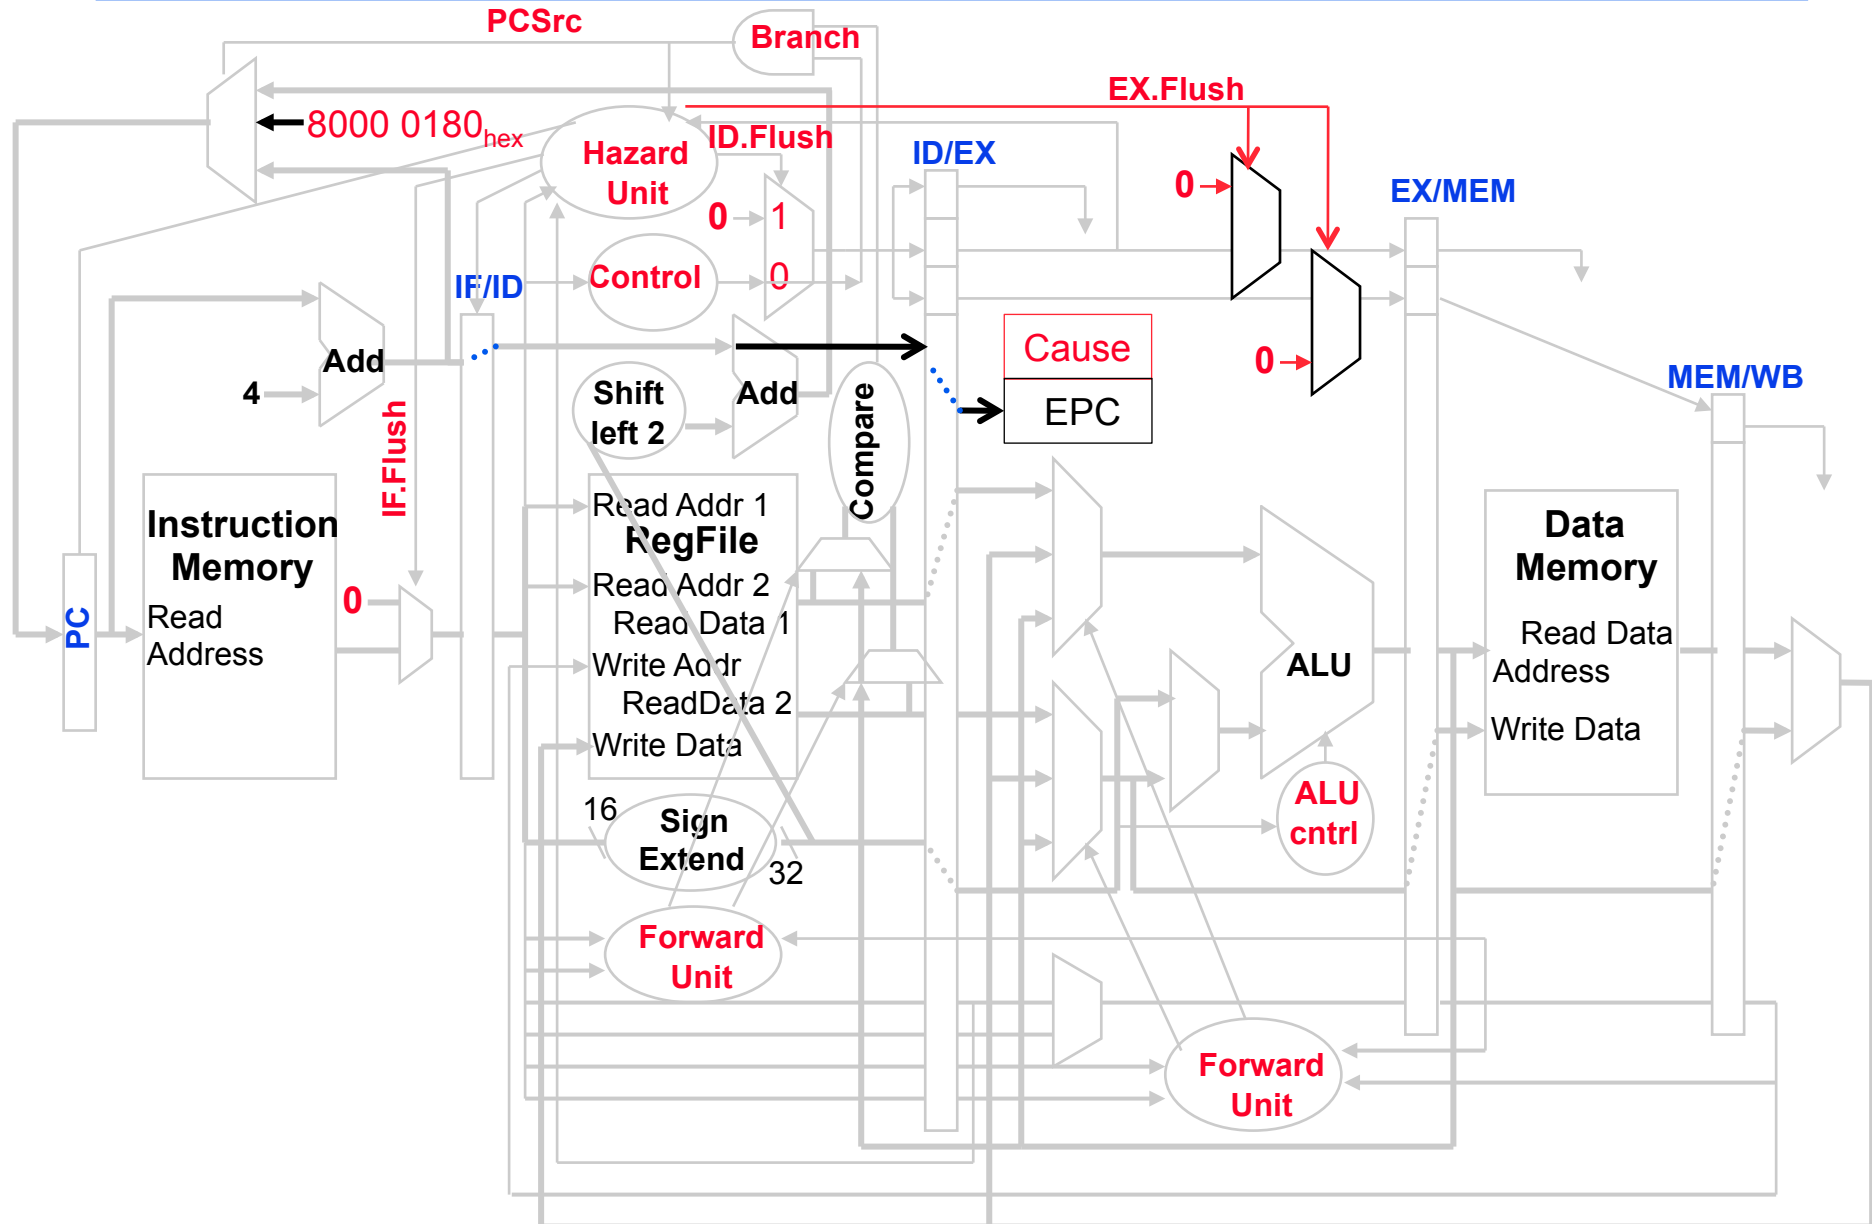 PCSrc
Branch
EX.Flush
8000 0180hex
ID.Flush
Hazard
Unit
ID/EX
0
EX/MEM
0
1
Control
0
IF/ID
Add
4
Shift
left 2
Add
Cause
EPC
0
MEM/WB
IF.Flush
Compare
Instruction
Memory
Read
Address
0
PC
Read Addr 1
RegFile
Read Addr 2
Read Data 1
Write Addr
ReadData 2
Write Data
ALU
Data
Memory
Read Data
Address
Write Data
16
Sign
Extend
32
ALU
cntrl
Forward
Unit
Forward
Unit